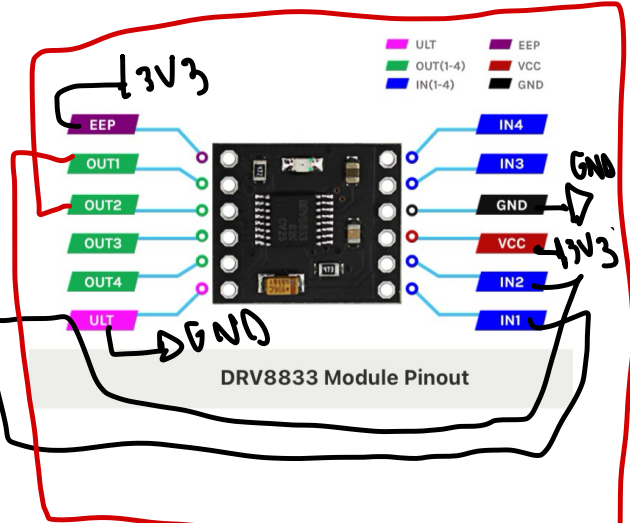 ULT EEP
OUT(1-4) VCC
IN(1-4) GND
+3V3
EEP
OUT1
OUT2
OUT3
OUT4
ULT
GND
IN4
IN3
GND
GND
VCC
+3V3
IN2
IN1
DRV8833 Module Pinout